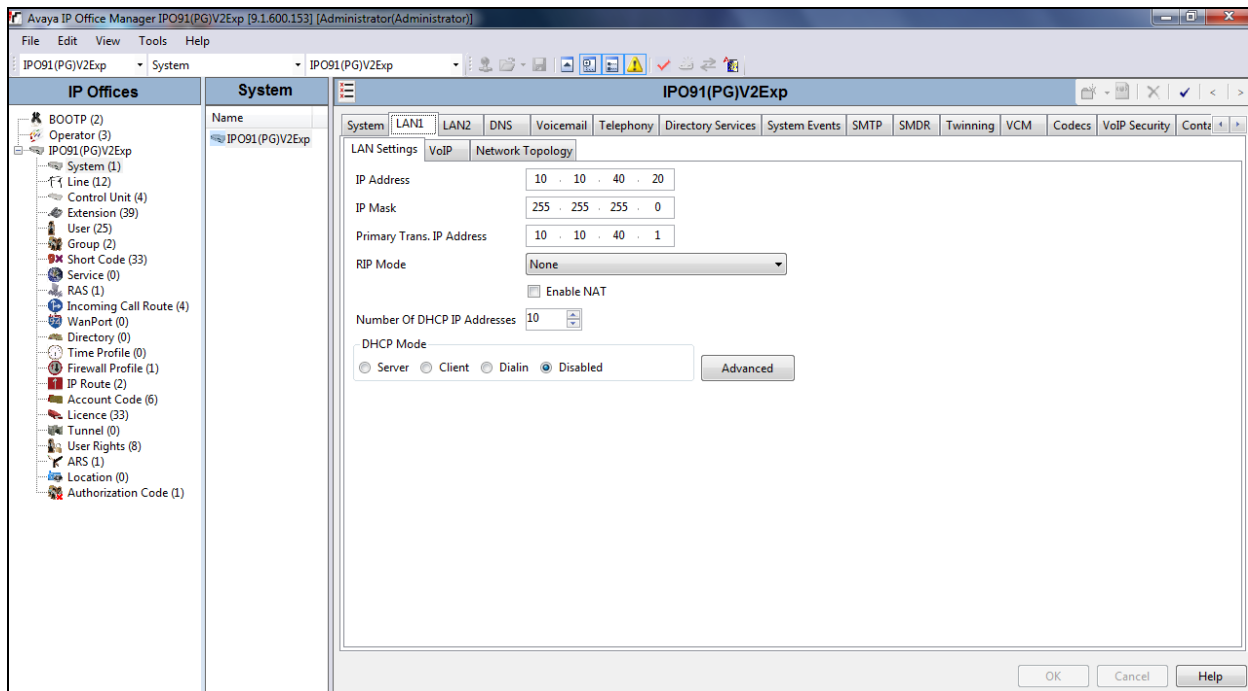 Avaya IP Office Manager IPO91(PG)V2Exp [9.1.600.153] [Administrator(Administrator)]
File Edit View Tools Help
IPO91(PG)V2Exp System IPO91(PG)V2Exp
IP Offices
BOOTP (2)
Operator (3)
IPO91(PG)V2Exp
System (1)
Line (12)
Control Unit (4)
Extension (39)
User (25)
Group (2)
Short Code (33)
Service (0)
RAS (1)
Incoming Call Route (4)
WanPort (0)
Directory (0)
Time Profile (0)
Firewall Profile (1)
IP Route (2)
Account Code (6)
Licence (33)
Tunnel (0)
User Rights (8)
ARS (1)
Location (0)
Authorization Code (1)
System
Name
IPO91(PG)V2Exp
IPO91(PG)V2Exp
System LAN1 LAN2 DNS Voicemail Telephony Directory Services System Events SMTP SMDR Twinning VCM Codecs VoIP Security Conta
LAN Settings VoIP Network Topology
IP Address 10 . 10 . 40 . 20
IP Mask 255 . 255 . 255 . 0
Primary Trans. IP Address 10 . 10 . 40 . 1
RIP Mode None
Enable NAT
Number Of DHCP IP Addresses 10
DHCP Mode
Server Client Dialin Disabled Advanced
OK Cancel Help